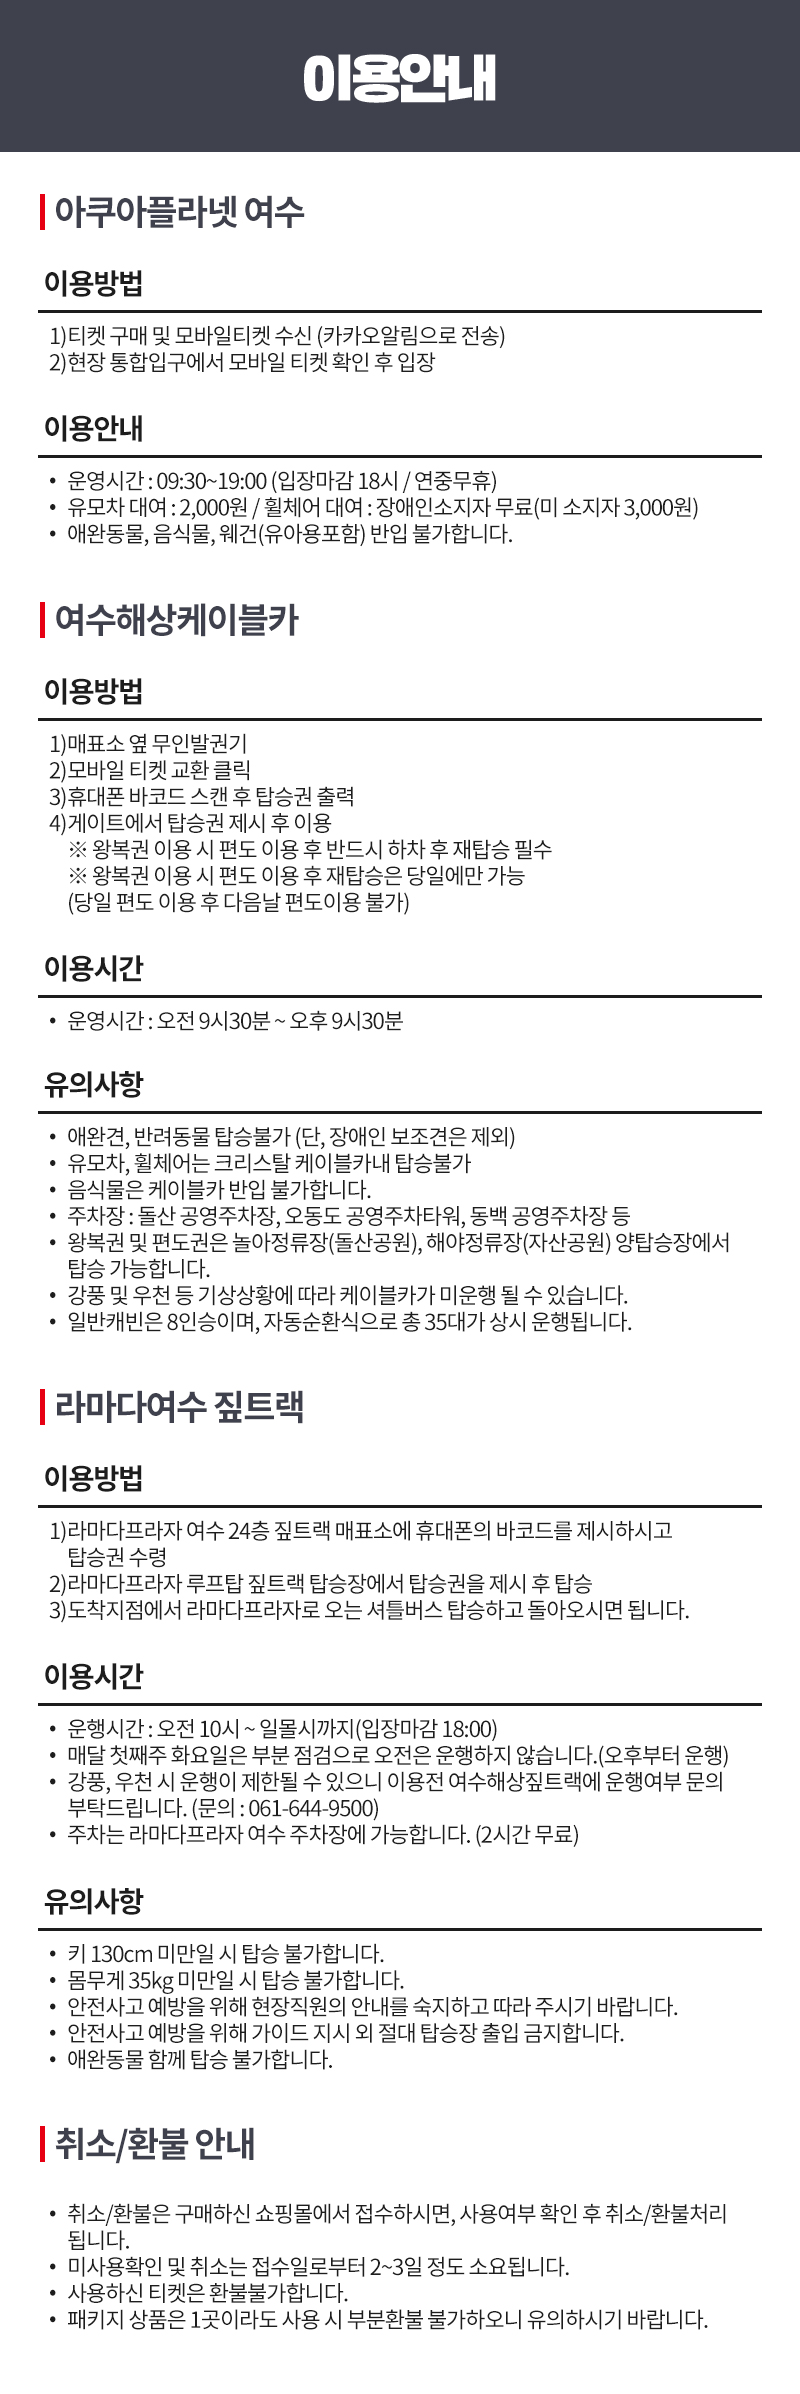 이용안내
아쿠아플라넷 여수
이용방법
1)티켓 구매 및 모바일티켓 수신 (카카오알림으로 전송)
2)현장 통합입구에서 모바일 티켓 확인 후 입장
이용안내
• 운영시간 : 09:30~19:00 (입장마감 18시 / 연중무휴)
• 유모차 대여 : 2,000원 / 휠체어 대여 : 장애인소지자 무료(미 소지자 3,000원)
• 애완동물, 음식물, 웨건(유아용포함) 반입 불가합니다.
여수해상케이블카
이용방법
1)매표소 옆 무인발권기
2)모바일 티켓 교환 클릭
3)휴대폰 바코드 스캔 후 탑승권 출력
4)게이트에서 탑승권 제시 후 이용
※ 왕복권 이용 시 편도 이용 후 반드시 하차 후 재탑승 필수
※ 왕복권 이용 시 편도 이용 후 재탑승은 당일에만 가능
(당일 편도 이용 후 다음날 편도이용 불가)
이용시간
• 운영시간 : 오전 9시30분 ~ 오후 9시30분
유의사항
• 애완견, 반려동물 탑승불가 (단, 장애인 보조견은 제외)
• 유모차, 휠체어는 크리스탈 케이블카내 탑승불가
• 음식물은 케이블카 반입 불가합니다.
• 주차장 : 돌산 공영주차장, 오동도 공영주차타워, 동백 공영주차장 등
• 왕복권 및 편도권은 놀아정류장(돌산공원), 해야정류장(자산공원) 양탑승장에서
탑승 가능합니다.
• 강풍 및 우천 등 기상상황에 따라 케이블카가 미운행 될 수 있습니다.
• 일반캐빈은 8인승이며, 자동순환식으로 총 35대가 상시 운행됩니다.
라마다여수 짚트랙
이용방법
1)라마다프라자 여수 24층 짚트랙 매표소에 휴대폰의 바코드를 제시하시고
탑승권 수령
2)라마다프라자 루프탑 짚트랙 탑승장에서 탑승권을 제시 후 탑승
3)도착지점에서 라마다프라자로 오는 셔틀버스 탑승하고 돌아오시면 됩니다.
이용시간
• 운행시간 : 오전 10시 ~ 일몰시까지(입장마감 18:00)
• 매달 첫째주 화요일은 부분 점검으로 오전은 운행하지 않습니다.(오후부터 운행)
• 강풍, 우천 시 운행이 제한될 수 있으니 이용전 여수해상짚트랙에 운행여부 문의
부탁드립니다. (문의 : 061-644-9500)
• 주차는 라마다프라자 여수 주차장에 가능합니다. (2시간 무료)
유의사항
• 키 130cm 미만일 시 탑승 불가합니다.
• 몸무게 35kg 미만일 시 탑승 불가합니다.
• 안전사고 예방을 위해 현장직원의 안내를 숙지하고 따라 주시기 바랍니다.
• 안전사고 예방을 위해 가이드 지시 외 절대 탑승장 출입 금지합니다.
• 애완동물 함께 탑승 불가합니다.
취소/환불 안내
• 취소/환불은 구매하신 쇼핑몰에서 접수하시면, 사용여부 확인 후 취소/환불처리
됩니다.
• 미사용확인 및 취소는 접수일로부터 2~3일 정도 소요됩니다.
• 사용하신 티켓은 환불불가합니다.
• 패키지 상품은 1곳이라도 사용 시 부분환불 불가하오니 유의하시기 바랍니다.